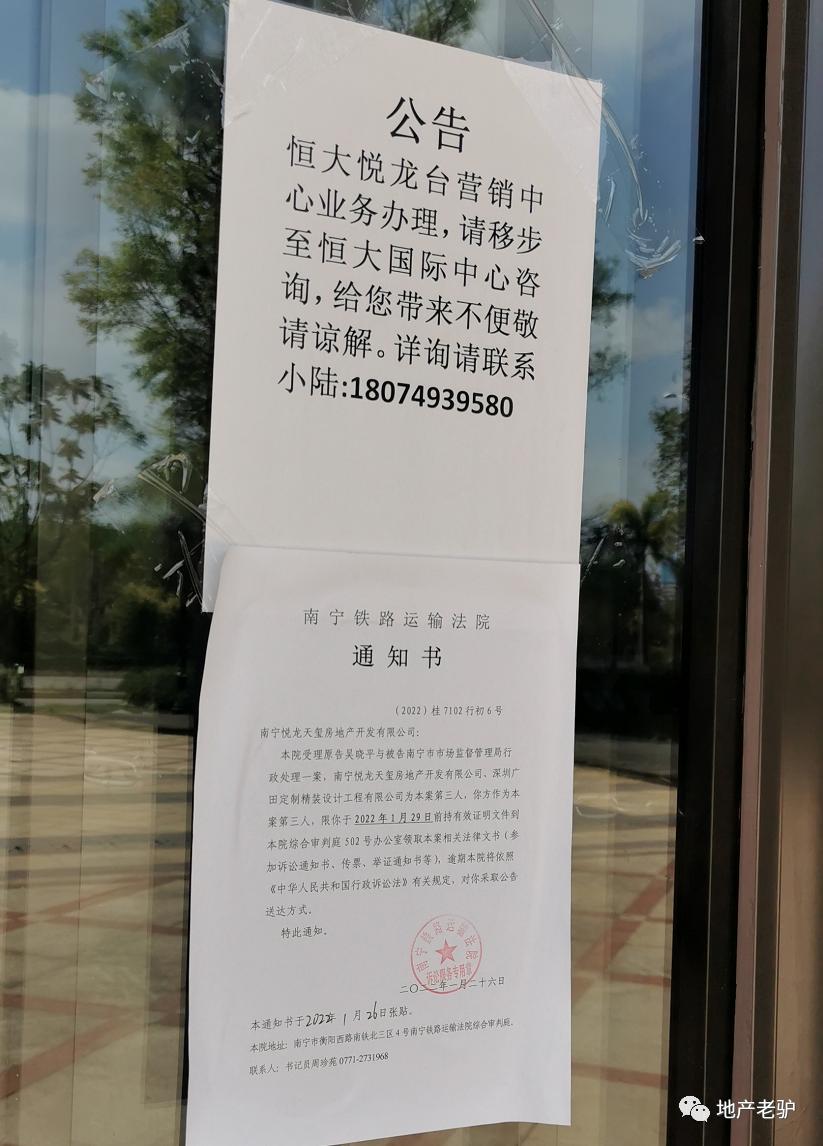 公告
恒大悦龙台营销中
心业务办理，请移步
至恒大国际中心咨
询，给您带来不便敬
请谅解。详询请联系
小陆:18074939580
南宁铁路运输法院
通知书
（2022）桂7102行初6号
南宁悦龙天玺房地产开发有限公司：
本院受理原告吴晓平与被告南宁市市场监督管理局行
政处理一案，南宁悦龙天玺房地产开发有限公司、深圳广
田定制精装设计工程有限公司为本案第三人，你方作为本
案第三人，限你于2022年1月29日前持有效证明文件到
本院综合审判庭502号办公室领取本案相关法律文书（参
加诉讼通知书、传票、举证通知书等），逾期本院将依照
《中华人民共和国行政诉讼法》有关规定，对你采取公告
送达方式。
特此通知。
南宁铁路运输法院
诉讼服务专用章
二〇二二年一月二十六日
本通知书于2022年1月26日张贴。
本院地址：南宁市衡阳西路南铁北三区4号南宁铁路运输法院综合审判庭。
联系人：书记员周珍苑 0771-2731968
地产老驴